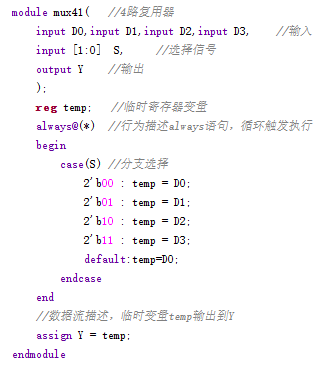 module mux41(   //4路复用器
    input D0,input D1,input D2,input D3,    //输入
    input [1:0]  S,     //选择信号
    output Y    //输出
    );
    reg temp;   //临时寄存器变量
    always@(*)  //行为描述always语句，循环触发执行
    begin
        case(S) //分支选择
            2'b00 : temp = D0;
            2'b01 : temp = D1;
            2'b10 : temp = D2;
            2'b11 : temp = D3;
            default:temp=D0;
        endcase
    end
    //数据流描述，临时变量temp输出到Y
    assign Y = temp;
endmodule